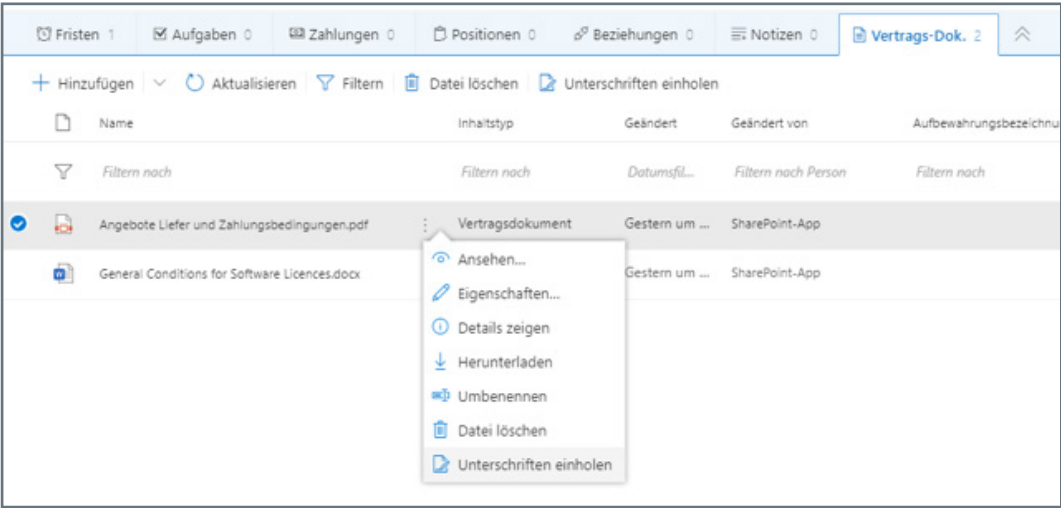 Fristen 1 Aufgaben 0 Zahlungen 0 Positionen 0 Beziehungen 0 Notizen 0 Vertrags-Dok. 2
Hinzufügen Aktualisieren Filtern Datei löschen Unterschriften einholen
Name Inhaltstyp Geändert Geändert von Aufbewahrungsbezeichnu
Filtern nach Filtern nach Datumsfil... Filtern nach Person Filtern nach
Angebote Liefer und Zahlungsbedingungen.pdf Vertragsdokument Gestern um ... SharePoint-App
General Conditions for Software Licences.docx Gestern um ... SharePoint-App
Ansehen...
Eigenschaften...
Details zeigen
Herunterladen
Umbenennen
Datei löschen
Unterschriften einholen